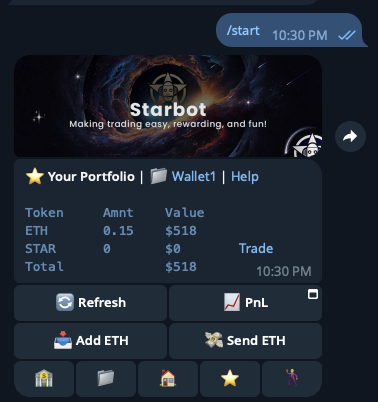 /start 10:30 PM
Starbot
Making trading easy, rewarding, and fun!
Your Portfolio | Wallet1 | Help
Token Amnt Value
ETH 0.15 $518
STAR 0 $0 Trade
Total $518
10:30 PM
Refresh PnL
Add ETH Send ETH